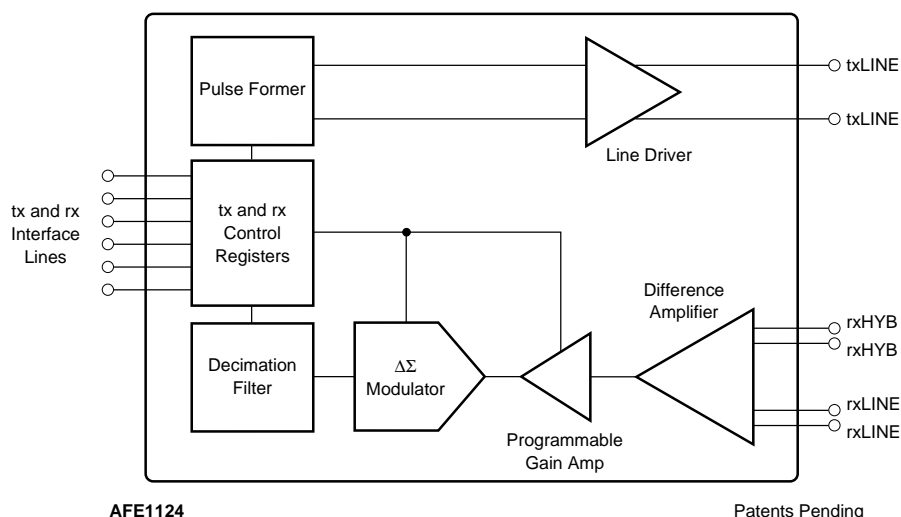 Pulse Former
txLINE
txLINE
Line Driver
tx and rx
Interface
Lines
tx and rx
Control
Registers
Difference
Amplifier
rxHYB
rxHYB
rxLINE
rxLINE
Decimation
Filter
ΔΣ
Modulator
Programmable
Gain Amp
AFE1124
Patents Pending